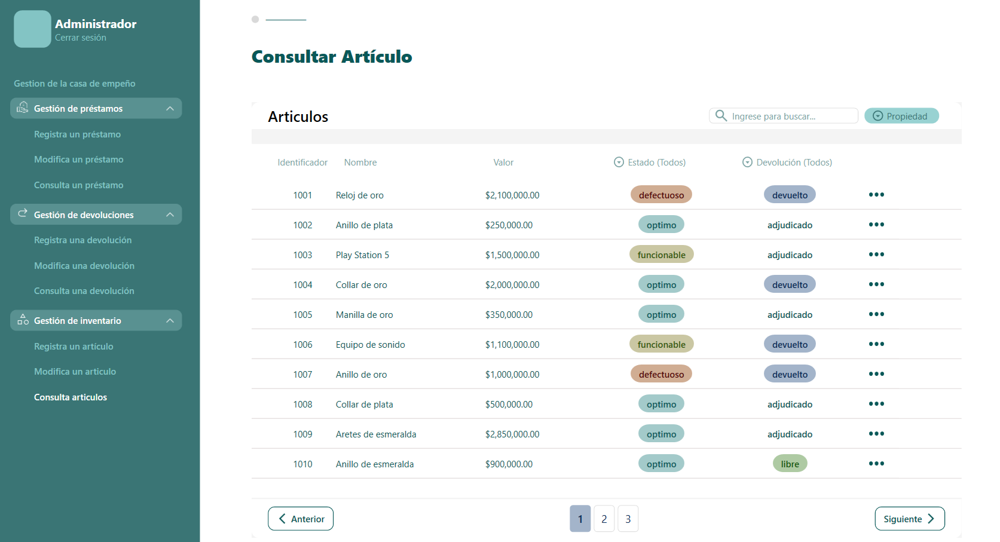 Administrador
Cerrar sesión
Gestion de la casa de empeño
Gestión de préstamos
Registra un préstamo
Modifica un préstamo
Consulta un préstamo
Gestión de devoluciones
Registra una devolución
Modifica una devolución
Consulta una devolución
Gestión de inventario
Registra un artículo
Modifica un articulo
Consulta articulos
Consultar Artículo
Articulos
Ingrese para buscar...
Propiedad
Identificador Nombre Valor Estado (Todos) Devolución (Todos)
1001 Reloj de oro $2,100,000.00 defectuoso devuelto
1002 Anillo de plata $250,000.00 optimo adjudicado
1003 Play Station 5 $1,500,000.00 funcionable adjudicado
1004 Collar de oro $2,000,000.00 optimo devuelto
1005 Manilla de oro $350,000.00 optimo adjudicado
1006 Equipo de sonido $1,100,000.00 funcionable devuelto
1007 Anillo de oro $1,000,000.00 defectuoso devuelto
1008 Collar de plata $500,000.00 optimo adjudicado
1009 Aretes de esmeralda $2,850,000.00 optimo adjudicado
1010 Anillo de esmeralda $900,000.00 optimo libre
Anterior 1 2 3 Siguiente